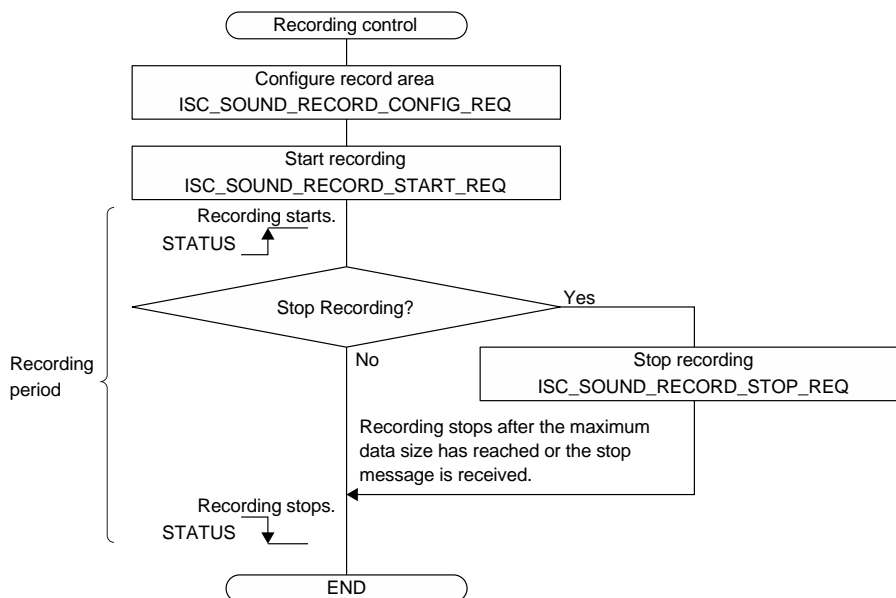 Recording control
Configure record area
ISC_SOUND_RECORD_CONFIG_REQ
Start recording
ISC_SOUND_RECORD_START_REQ
Recording starts.
STATUS
Stop Recording?
Yes
No
Recording
period
Stop recording
ISC_SOUND_RECORD_STOP_REQ
Recording stops after the maximum
data size has reached or the stop
message is received.
Recording stops.
STATUS
END